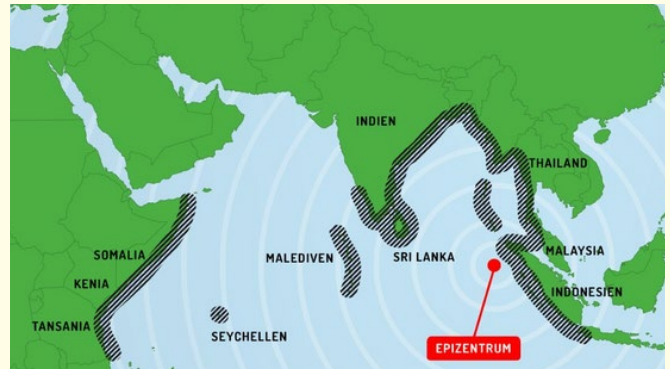 INDIEN
THAILAND
SOMALIA
MALEDIVEN
SRI LANKA
MALAYSIA
KENIA
INDONESIEN
TANSANIA
SEYCHELLEN
EPIZENTRUM